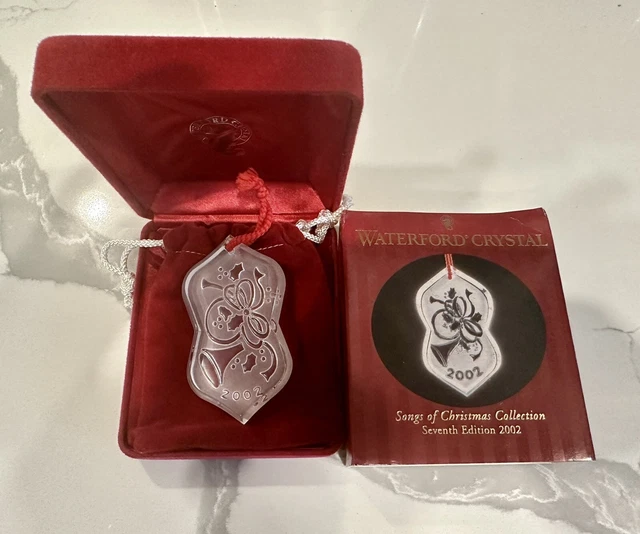 2002
WATERFORD® CRYSTAL
2002
Songs of Christmas Collection
Seventh Edition 2002